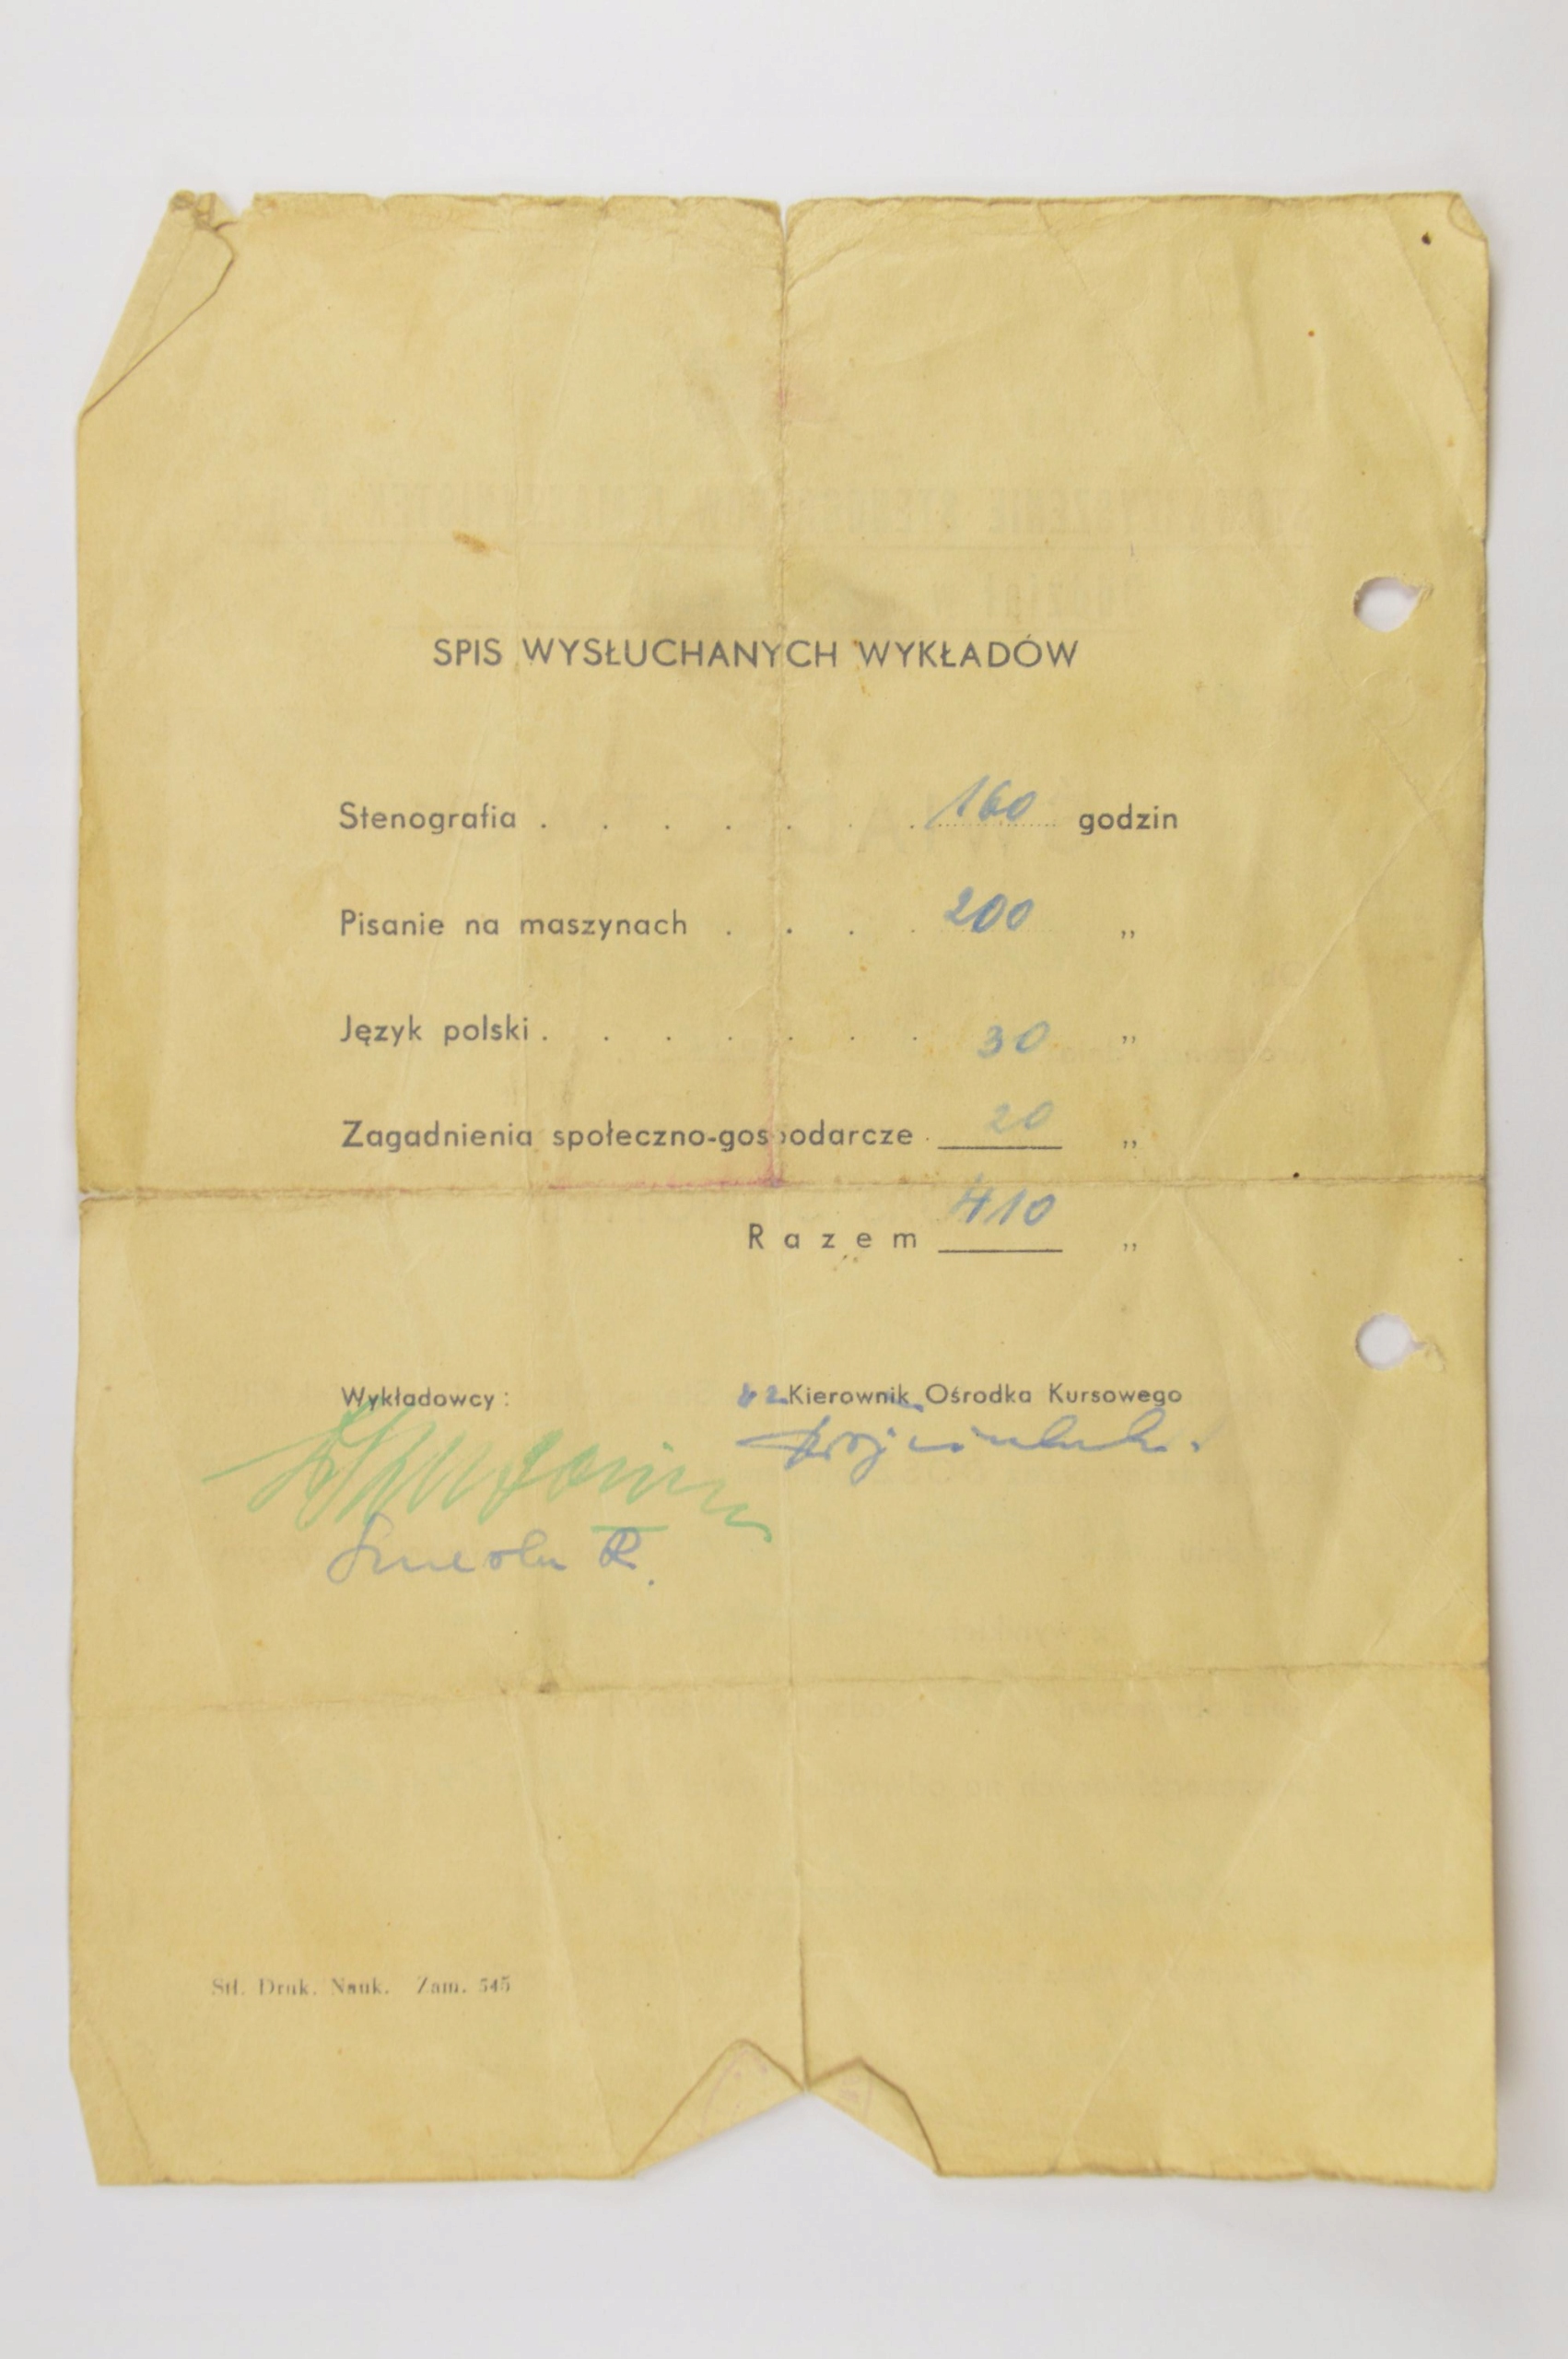 SPIS WYSŁUCHANYCH WYKŁADÓW
Stenografia . . . . . . . 160 godzin
Pisanie na maszynach . . . . 200 „
Język polski . . . . . . . 30 „
Zagadnienia społeczno-gospodarcze . 20 „
Razem 410 „
Wykładowcy: Kierownik Ośrodka Kursowego
R.
Stł. Druk. Nauk. Zam. 545